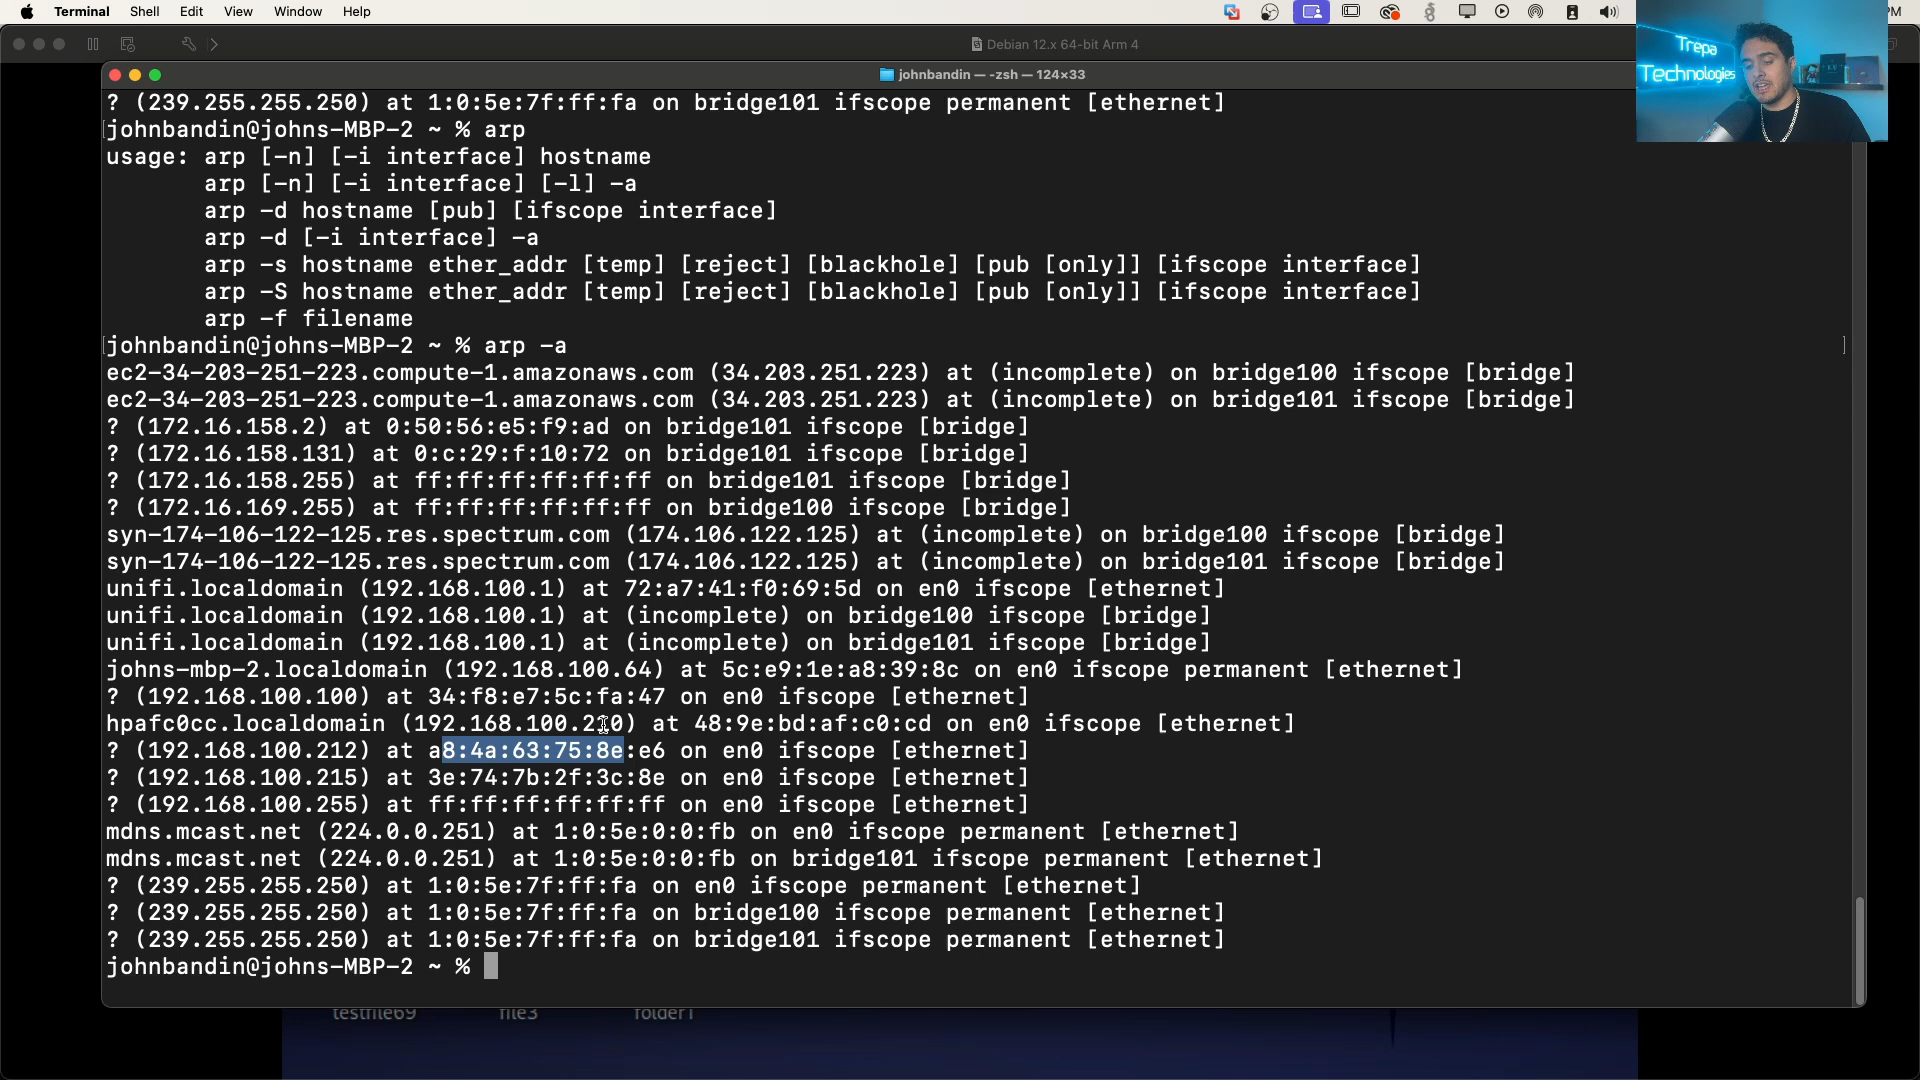 Terminal Shell Edit View Window Help
Debian 12.x 64-bit Arm 4
Trepa
Technologies
johnbandin — -zsh — 124×33
? (239.255.255.250) at 1:0:5e:7f:ff:fa on bridge101 ifscope permanent [ethernet]
johnbandin@johns-MBP-2 ~ % arp
usage: arp [-n] [-i interface] hostname
arp [-n] [-i interface] [-l] -a
arp -d hostname [pub] [ifscope interface]
arp -d [-i interface] -a
arp -s hostname ether_addr [temp] [reject] [blackhole] [pub [only]] [ifscope interface]
arp -S hostname ether_addr [temp] [reject] [blackhole] [pub [only]] [ifscope interface]
arp -f filename
johnbandin@johns-MBP-2 ~ % arp -a
ec2-34-203-251-223.compute-1.amazonaws.com (34.203.251.223) at (incomplete) on bridge100 ifscope [bridge]
ec2-34-203-251-223.compute-1.amazonaws.com (34.203.251.223) at (incomplete) on bridge101 ifscope [bridge]
? (172.16.158.2) at 0:50:56:e5:f9:ad on bridge101 ifscope [bridge]
? (172.16.158.131) at 0:c:29:f:10:72 on bridge101 ifscope [bridge]
? (172.16.158.255) at ff:ff:ff:ff:ff:ff on bridge101 ifscope [bridge]
? (172.16.169.255) at ff:ff:ff:ff:ff:ff on bridge100 ifscope [bridge]
syn-174-106-122-125.res.spectrum.com (174.106.122.125) at (incomplete) on bridge100 ifscope [bridge]
syn-174-106-122-125.res.spectrum.com (174.106.122.125) at (incomplete) on bridge101 ifscope [bridge]
unifi.localdomain (192.168.100.1) at 72:a7:41:f0:69:5d on en0 ifscope [ethernet]
unifi.localdomain (192.168.100.1) at (incomplete) on bridge100 ifscope [bridge]
unifi.localdomain (192.168.100.1) at (incomplete) on bridge101 ifscope [bridge]
johns-mbp-2.localdomain (192.168.100.64) at 5c:e9:1e:a8:39:8c on en0 ifscope permanent [ethernet]
? (192.168.100.100) at 34:f8:e7:5c:fa:47 on en0 ifscope [ethernet]
hpafc0cc.localdomain at 48:9e:bd:af:c0:cd on en0 ifscope [ethernet]
? (192.168.100.212) at a8:4a:63:75:8e:e6 on en0 ifscope [ethernet]
? (192.168.100.215) at 3e:74:7b:2f:3c:8e on en0 ifscope [ethernet]
? (192.168.100.255) at ff:ff:ff:ff:ff:ff on en0 ifscope [ethernet]
mdns.mcast.net (224.0.0.251) at 1:0:5e:0:0:fb on en0 ifscope permanent [ethernet]
mdns.mcast.net (224.0.0.251) at 1:0:5e:0:0:fb on bridge101 ifscope permanent [ethernet]
? (239.255.255.250) at 1:0:5e:7f:ff:fa on en0 ifscope permanent [ethernet]
? (239.255.255.250) at 1:0:5e:7f:ff:fa on bridge100 ifscope permanent [ethernet]
? (239.255.255.250) at 1:0:5e:7f:ff:fa on bridge101 ifscope permanent [ethernet]
johnbandin@johns-MBP-2 ~ %
testfile69 file3 folder1